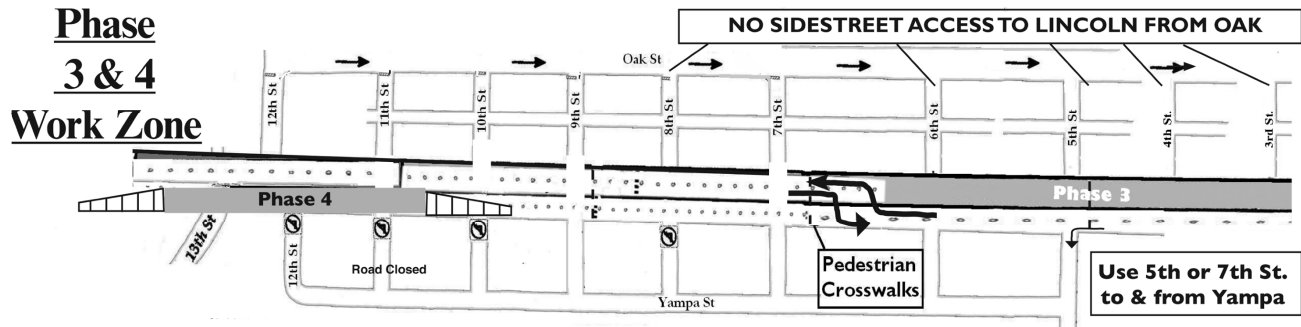 Phase
3 & 4
Work Zone
NO SIDESTREET ACCESS TO LINCOLN FROM OAK
Oak St
12th St
11th St
10th St
9th St
8th St
7th St
6th St
5th St
4th St.
3rd St.
Phase 4
Phase 3
13th St
12th St
Road Closed
Yampa St
Pedestrian
Crosswalks
Use 5th or 7th St.
to & from Yampa